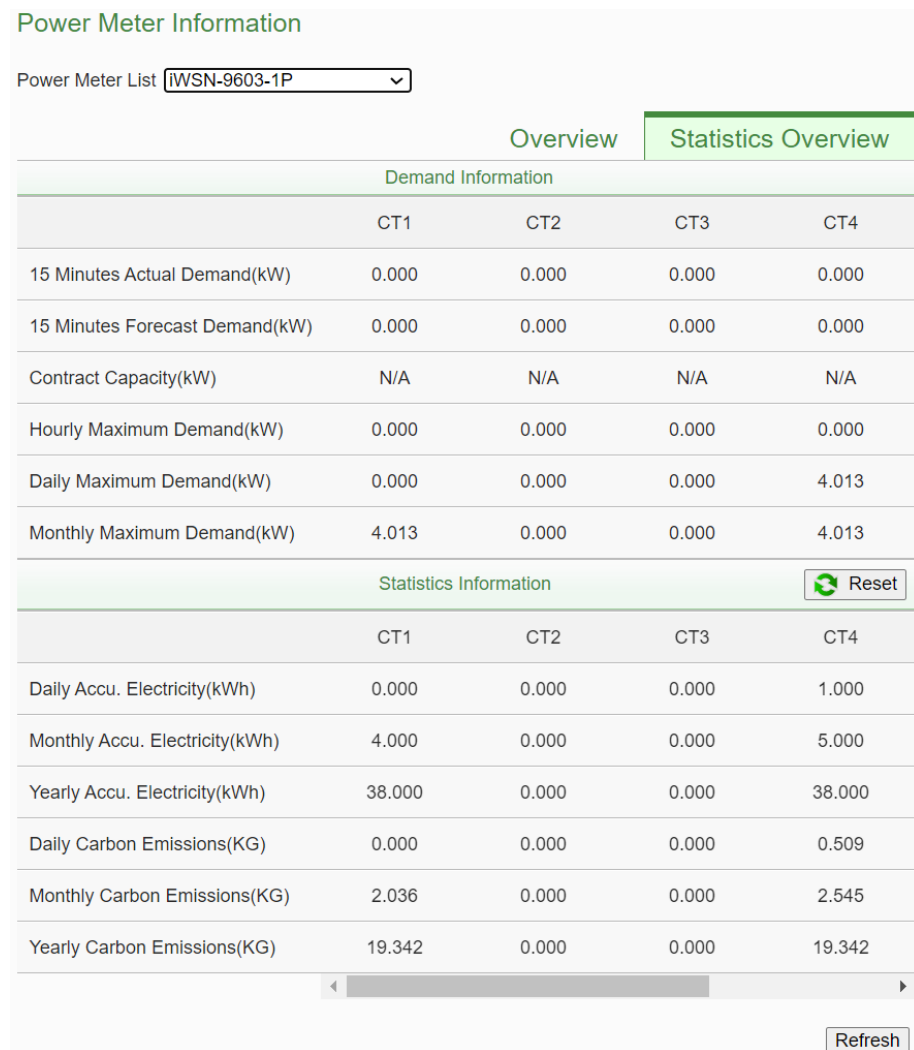 Power Meter Information
Power Meter List iWSN-9603-1P
Overview Statistics Overview
Demand Information
CT1 CT2 CT3 CT4
15 Minutes Actual Demand(kW) 0.000 0.000 0.000 0.000
15 Minutes Forecast Demand(kW) 0.000 0.000 0.000 0.000
Contract Capacity(kW) N/A N/A N/A N/A
Hourly Maximum Demand(kW) 0.000 0.000 0.000 0.000
Daily Maximum Demand(kW) 0.000 0.000 0.000 4.013
Monthly Maximum Demand(kW) 4.013 0.000 0.000 4.013
Statistics Information Reset
CT1 CT2 CT3 CT4
Daily Accu. Electricity(kWh) 0.000 0.000 0.000 1.000
Monthly Accu. Electricity(kWh) 4.000 0.000 0.000 5.000
Yearly Accu. Electricity(kWh) 38.000 0.000 0.000 38.000
Daily Carbon Emissions(KG) 0.000 0.000 0.000 0.509
Monthly Carbon Emissions(KG) 2.036 0.000 0.000 2.545
Yearly Carbon Emissions(KG) 19.342 0.000 0.000 19.342
Refresh